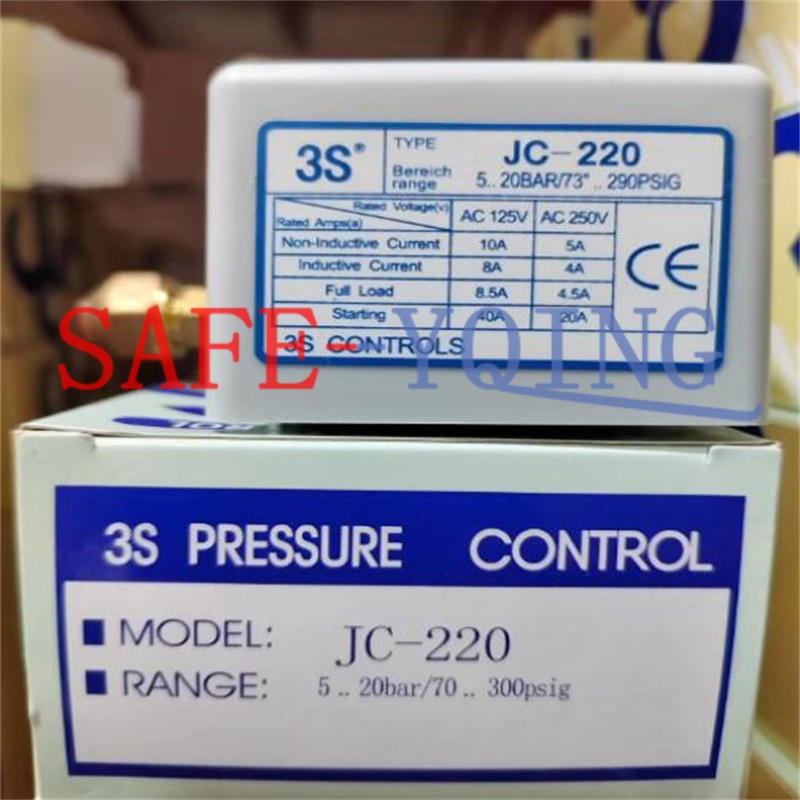 3S® TYPE JC-220
Bereich range 5.. 20BAR/73" .. 290PSIG
Rated Voltage(v) AC 125V AC 250V
Rated Amps(a)
Non-Inductive Current 10A 5A
Inductive Current 8A 4A
Full Load 8.5A 4.5A
Starting 40A 20A
CE
3S CONTROLS
SAFE-YQING
3S PRESSURE CONTROL
MODEL: JC-220
RANGE: 5 .. 20bar/70 .. 300psig